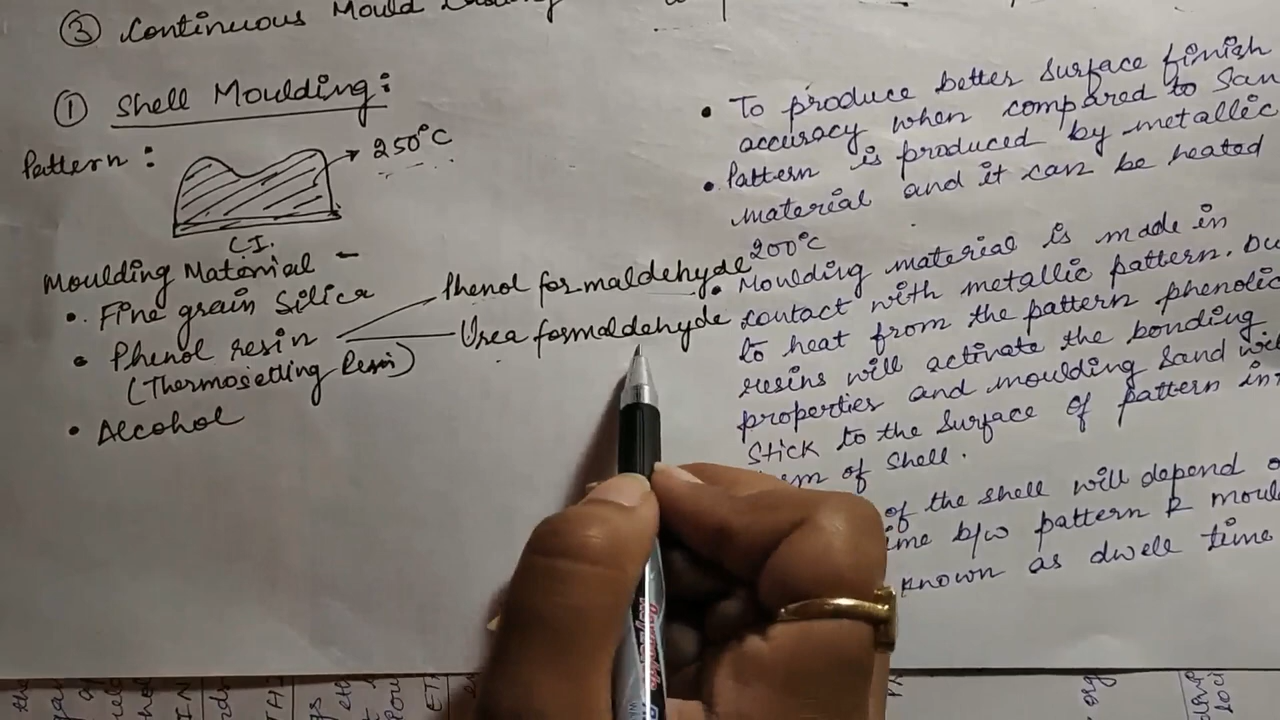 ③ Continuous Mould
① Shell Moulding:
Pattern:
250°C
C.I.
Moulding Material -
• Fine grain Silica
• Phenol resin
(Thermosetting Resin)
• Alcohol
Phenol formaldehyde
Urea formaldehyde
• To produce better surface finish
accuracy when compared to San
• Pattern is produced by metallic
material and it can be heated
200°C
• Moulding material is made in
contact with metallic pattern. Du
to heat from the pattern phenolic
resins will activate the bonding
properties and moulding sand wil
stick to the surface of pattern in
of shell.
of the shell will depend
ime b/w pattern & moul
known as dwell time